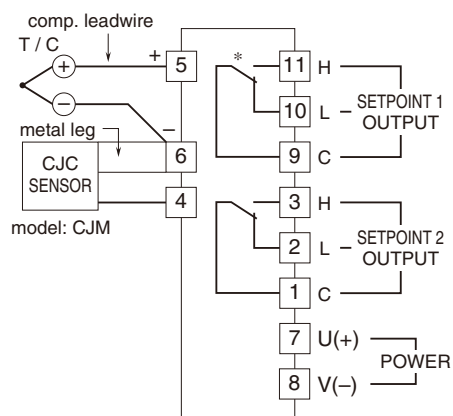 comp. leadwire
T / C
+
–
+
–
metal leg
CJC
SENSOR
model: CJM
5
6
4
*
11 H
10 L
9 C
SETPOINT 1
OUTPUT
3 H
2 L
1 C
SETPOINT 2
OUTPUT
7 U(+)
8 V(–)
POWER